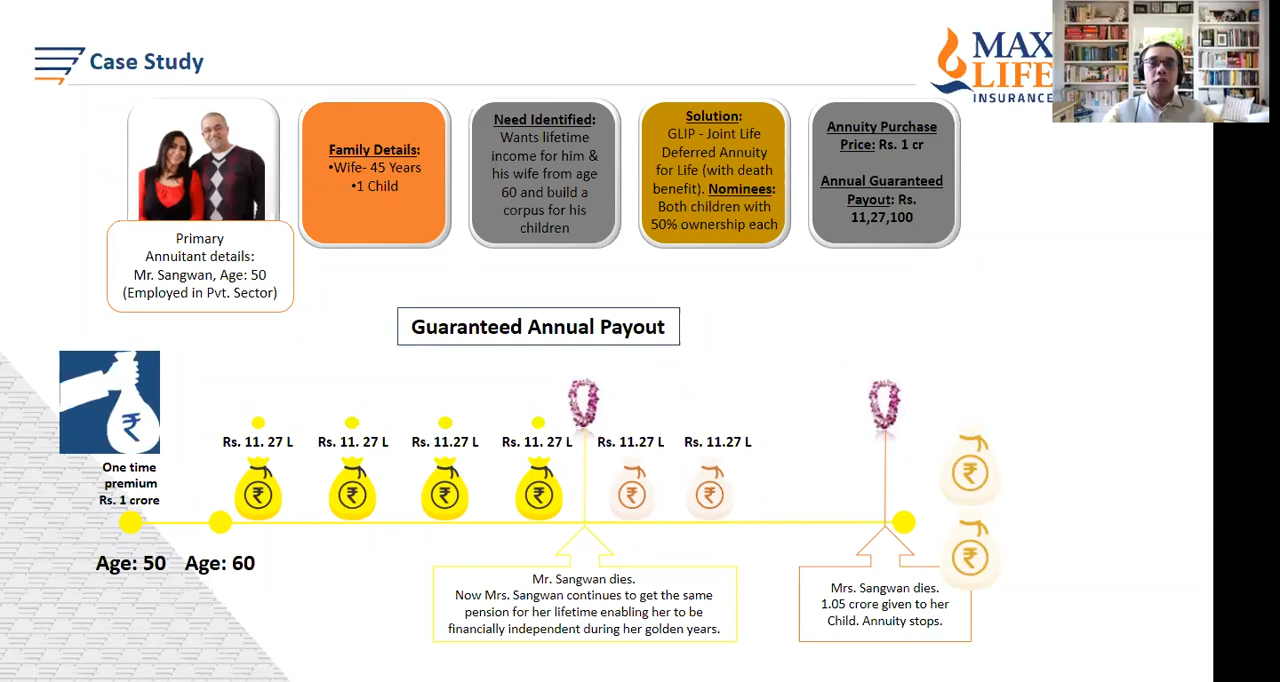 Case Study
MAX
LIFE
INSURANCE
Primary
Annuitant details:
Mr. Sangwan, Age: 50
(Employed in Pvt. Sector)
Family Details:
•Wife- 45 Years
•1 Child
Need Identified:
Wants lifetime
income for him &
his wife from age
60 and build a
corpus for his
children
Solution:
GLIP - Joint Life
Deferred Annuity
for Life (with death
benefit). Nominees:
Both children with
50% ownership each
Annuity Purchase
Price: Rs. 1 cr
Annual Guaranteed
Payout: Rs.
11,27,100
Guaranteed Annual Payout
₹
One time
premium
Rs. 1 crore
Rs. 11. 27 L
Rs. 11. 27 L
Rs. 11.27 L
Rs. 11. 27 L
Rs. 11.27 L
Rs. 11.27 L
₹
₹
₹
₹
₹
₹
₹
₹
Age: 50
Age: 60
Mr. Sangwan dies.
Now Mrs. Sangwan continues to get the same
pension for her lifetime enabling her to be
financially independent during her golden years.
Mrs. Sangwan dies.
1.05 crore given to her
Child. Annuity stops.